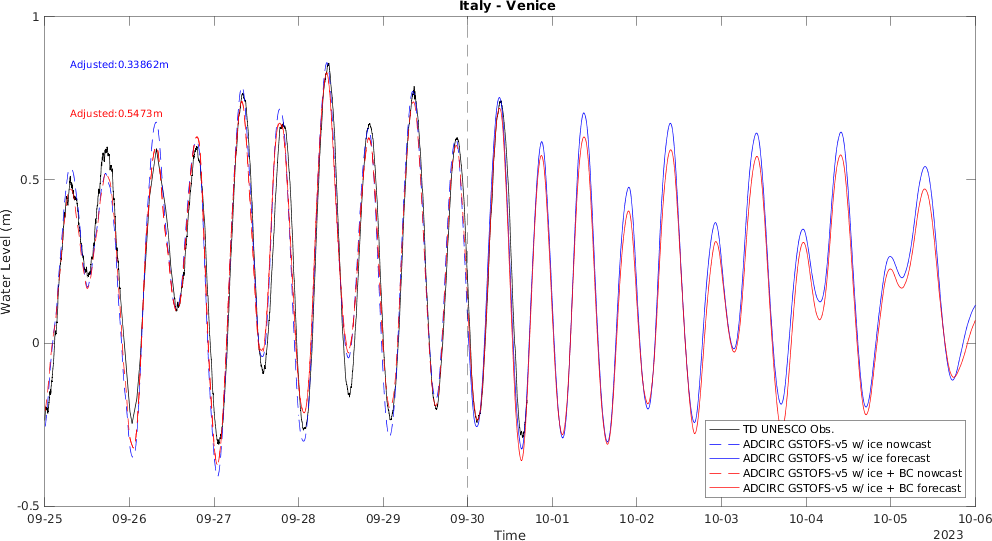 Italy - Venice
1
Adjusted:0.33862m
Adjusted:0.5473m
0.5
Water Level (m)
0
-0.5
TD UNESCO Obs.
ADCIRC GSTOFS-v5 w/ ice nowcast
ADCIRC GSTOFS-v5 w/ ice forecast
ADCIRC GSTOFS-v5 w/ ice + BC nowcast
ADCIRC GSTOFS-v5 w/ ice + BC forecast
09-25 09-26 09-27 09-28 09-29 09-30 10-01 10-02 10-03 10-04 10-05 10-06
Time
2023